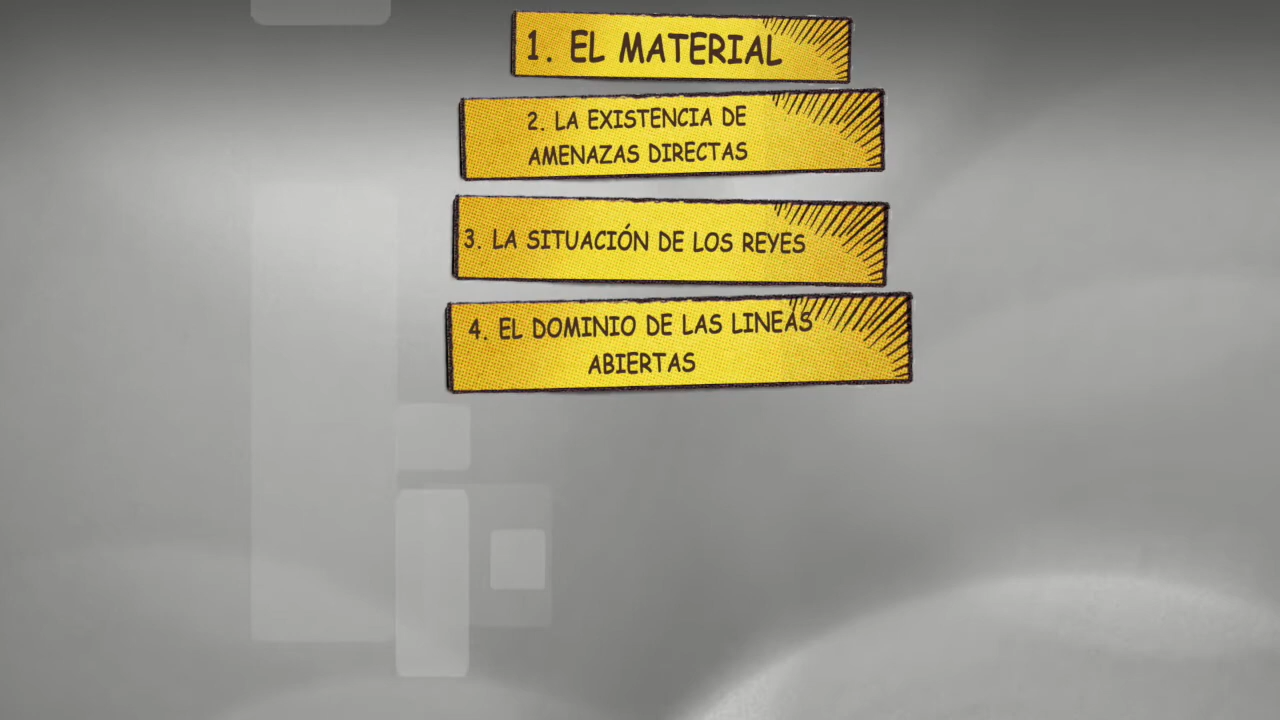 1. EL MATERIAL
2. LA EXISTENCIA DE
AMENAZAS DIRECTAS
3. LA SITUACIÓN DE LOS REYES
4. EL DOMINIO DE LAS LINEAS
ABIERTAS